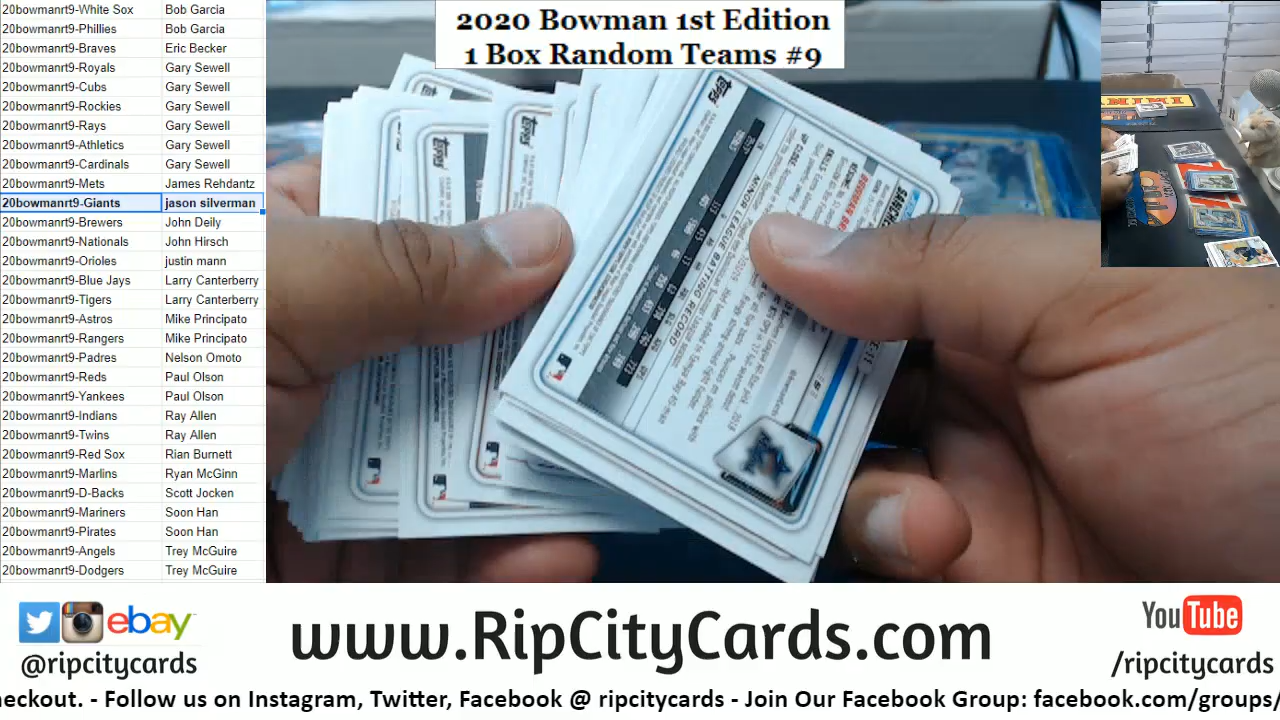 2020 Bowman 1st Edition
1 Box Random Teams #9
20bowmanrt9-White Sox Bob Garcia
20bowmanrt9-Phillies Bob Garcia
20bowmanrt9-Braves Eric Becker
20bowmanrt9-Royals Gary Sewell
20bowmanrt9-Cubs Gary Sewell
20bowmanrt9-Rockies Gary Sewell
20bowmanrt9-Rays Gary Sewell
20bowmanrt9-Athletics Gary Sewell
20bowmanrt9-Cardinals Gary Sewell
20bowmanrt9-Mets James Rehdantz
20bowmanrt9-Giants jason silverman
20bowmanrt9-Brewers John Deily
20bowmanrt9-Nationals John Hirsch
20bowmanrt9-Orioles justin mann
20bowmanrt9-Blue Jays Larry Canterberry
20bowmanrt9-Tigers Larry Canterberry
20bowmanrt9-Astros Mike Principato
20bowmanrt9-Rangers Mike Principato
20bowmanrt9-Padres Nelson Omoto
20bowmanrt9-Reds Paul Olson
20bowmanrt9-Yankees Paul Olson
20bowmanrt9-Indians Ray Allen
20bowmanrt9-Twins Ray Allen
20bowmanrt9-Red Sox Rian Burnett
20bowmanrt9-Marlins Ryan McGinn
20bowmanrt9-D-Backs Scott Jocken
20bowmanrt9-Mariners Soon Han
20bowmanrt9-Pirates Soon Han
20bowmanrt9-Angels Trey McGuire
20bowmanrt9-Dodgers Trey McGuire
topps
MINOR LEAGUE BATTING RECORD
ebay
@ripcitycards
www.RipCityCards.com
YouTube
/ripcitycards
heckout. - Follow us on Instagram, Twitter, Facebook @ ripcitycards - Join Our Facebook Group: facebook.com/groups/